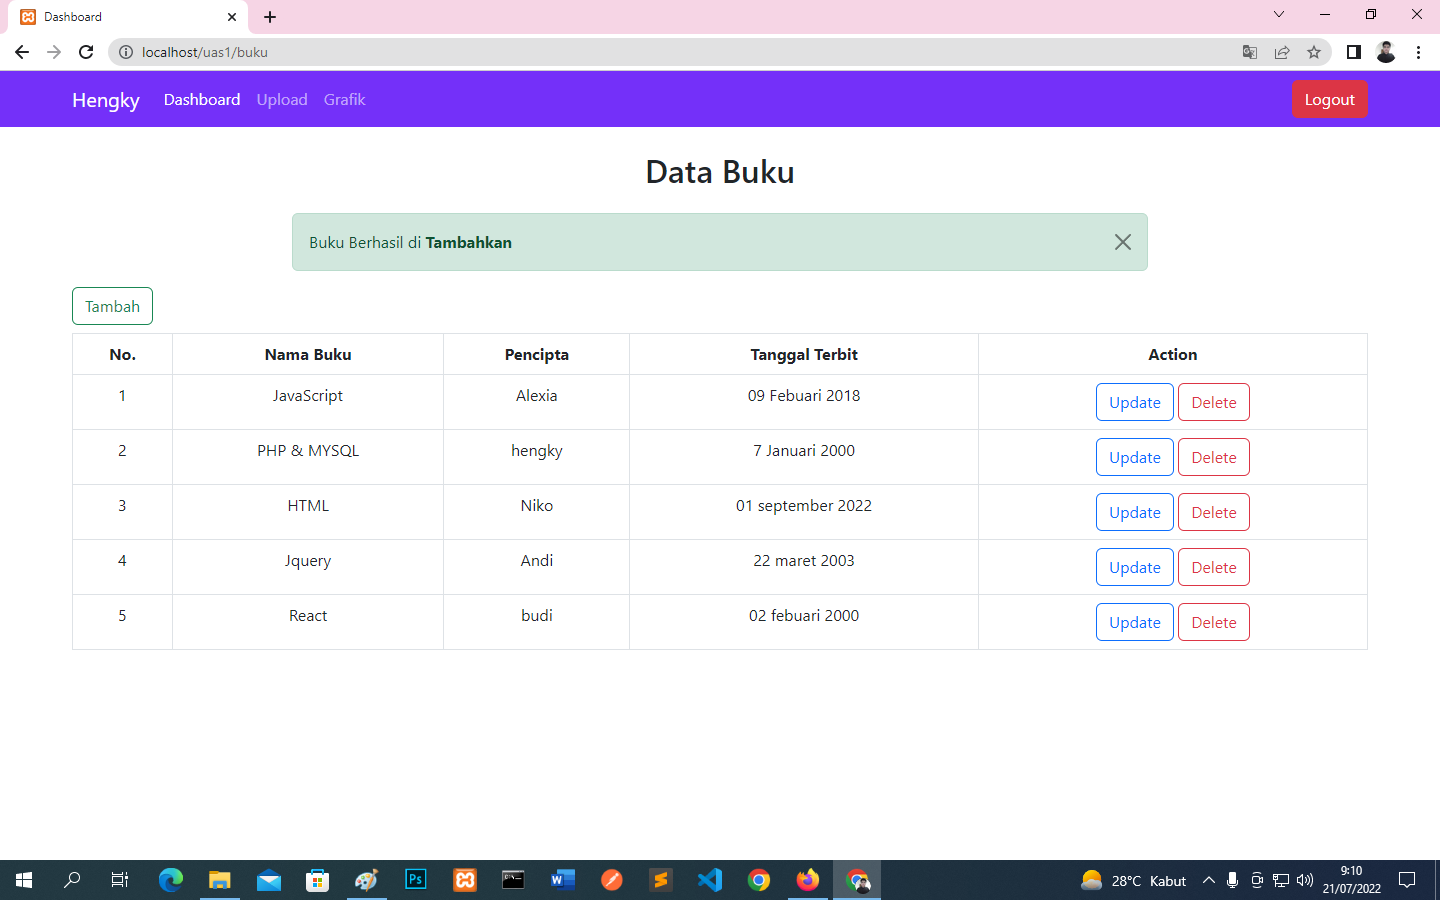 Dashboard
localhost/uas1/buku
Hengky Dashboard Upload Grafik Logout
Data Buku
Buku Berhasil di Tambahkan
Tambah
No. Nama Buku Pencipta Tanggal Terbit Action
1 JavaScript Alexia 09 Febuari 2018 Update Delete
2 PHP & MYSQL hengky 7 Januari 2000 Update Delete
3 HTML Niko 01 september 2022 Update Delete
4 Jquery Andi 22 maret 2003 Update Delete
5 React budi 02 febuari 2000 Update Delete
Ps
28°C Kabut
9:10
21/07/2022